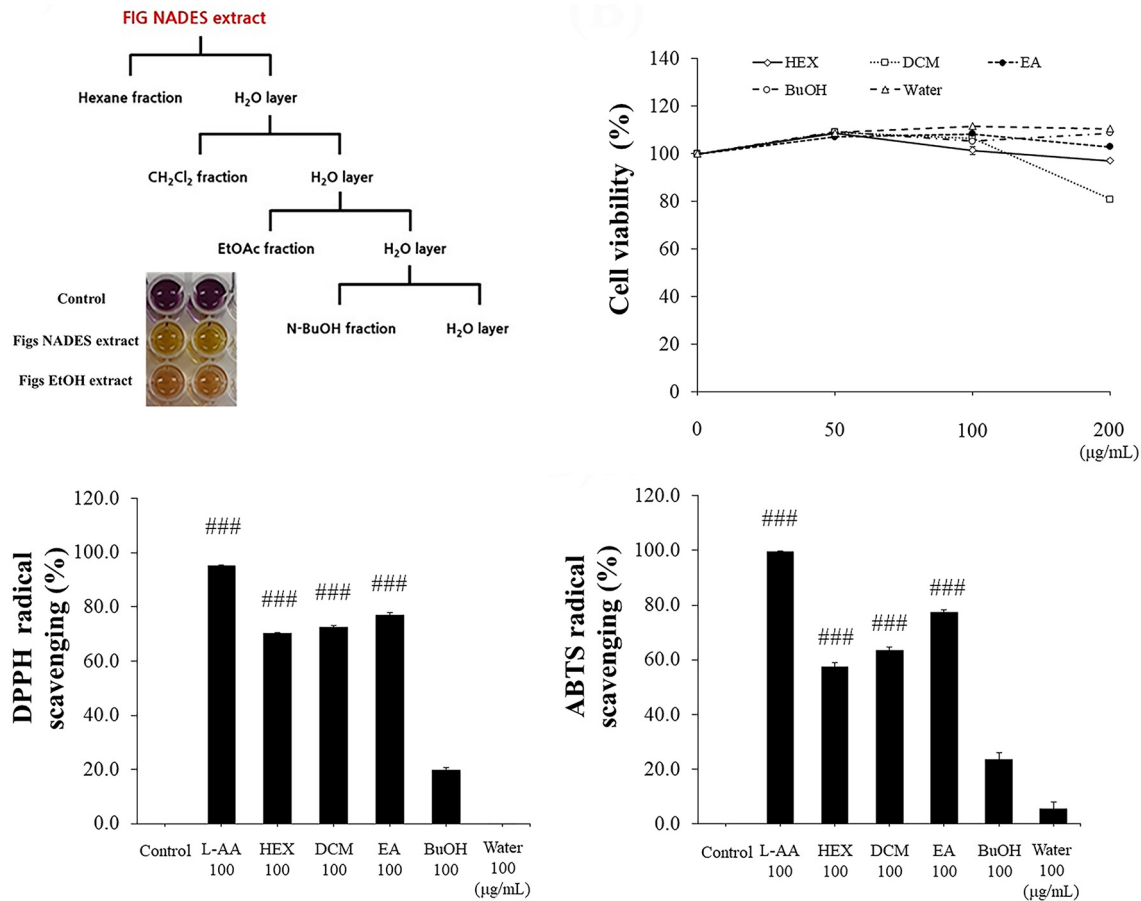 FIG NADES extract
Hexane fraction
H₂O layer
CH₂Cl₂ fraction
H₂O layer
EtOAc fraction
H₂O layer
N-BuOH fraction
H₂O layer
Control
Figs NADES extract
Figs EtOH extract
Cell viability (%)
HEX DCM EA
BuOH Water
140
120
100
80
60
40
20
0
0 50 100 200
(μg/mL)
DPPH radical
scavenging (%)
120.0
100.0
80.0
60.0
40.0
20.0
0.0
### ### ### ###
Control L-AA HEX DCM EA BuOH Water
100 100 100 100 100 100
(μg/mL)
ABTS radical
scavenging (%)
120.0
100.0
80.0
60.0
40.0
20.0
0.0
### ### ### ###
Control L-AA HEX DCM EA BuOH Water
100 100 100 100 100 100
(μg/mL)